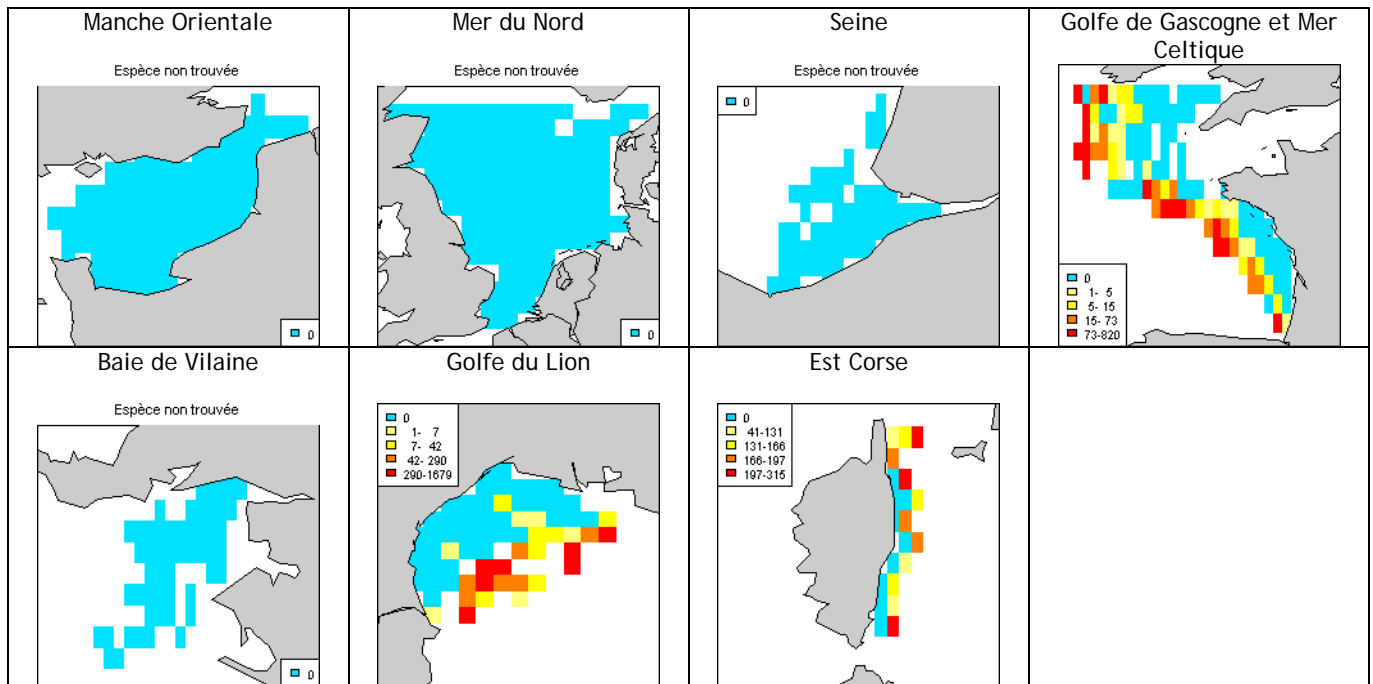 Manche Orientale
Espèce non trouvée
0
Mer du Nord
Espèce non trouvée
0
Seine
Espèce non trouvée
0
Golfe de Gascogne et Mer
Celtique
0
1- 5
5- 15
15- 73
73-820
Baie de Vilaine
Espèce non trouvée
0
Golfe du Lion
0
1- 7
7- 42
42- 290
290-1679
Est Corse
0
41-131
131-166
166-197
197-315